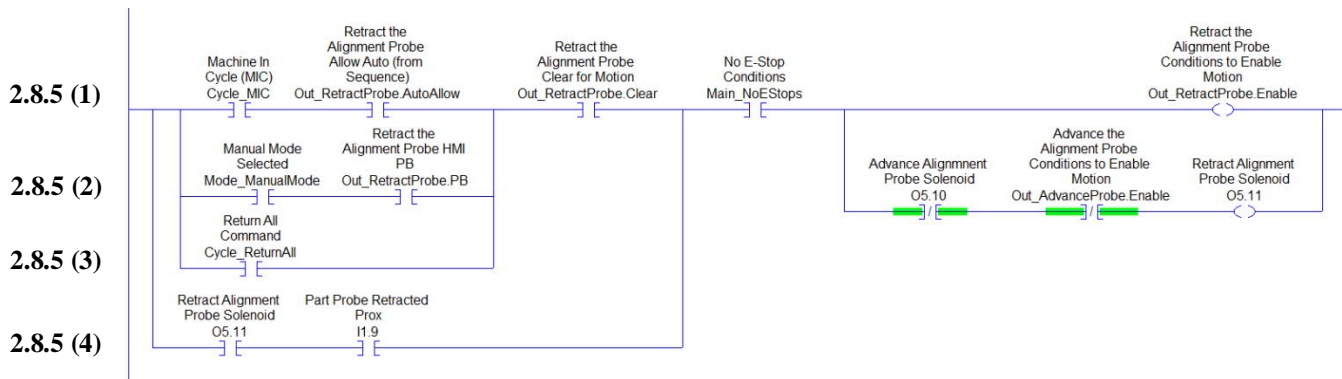 Retract the
Alignment Probe
Allow Auto (from
Sequence)
Out_RetractProbe.AutoAllow
Machine In
Cycle (MIC)
Cycle_MIC
Retract the
Alignment Probe
Clear for Motion
Out_RetractProbe.Clear
No E-Stop
Conditions
Main_NoEStops
Retract the
Alignment Probe
Conditions to Enable
Motion
Out_RetractProbe.Enable
2.8.5 (1)
Manual Mode
Selected
Mode_ManualMode
Retract the
Alignment Probe HMI
PB
Out_RetractProbe.PB
Advance Alignmnent
Probe Solenoid
O5.10
Advance the
Alignment Probe
Conditions to Enable
Motion
Out_AdvanceProbe.Enable
Retract Alignment
Probe Solenoid
O5.11
2.8.5 (2)
Return All
Command
Cycle_ReturnAll
2.8.5 (3)
Retract Alignment
Probe Solenoid
O5.11
Part Probe Retracted
Prox
I1.9
2.8.5 (4)